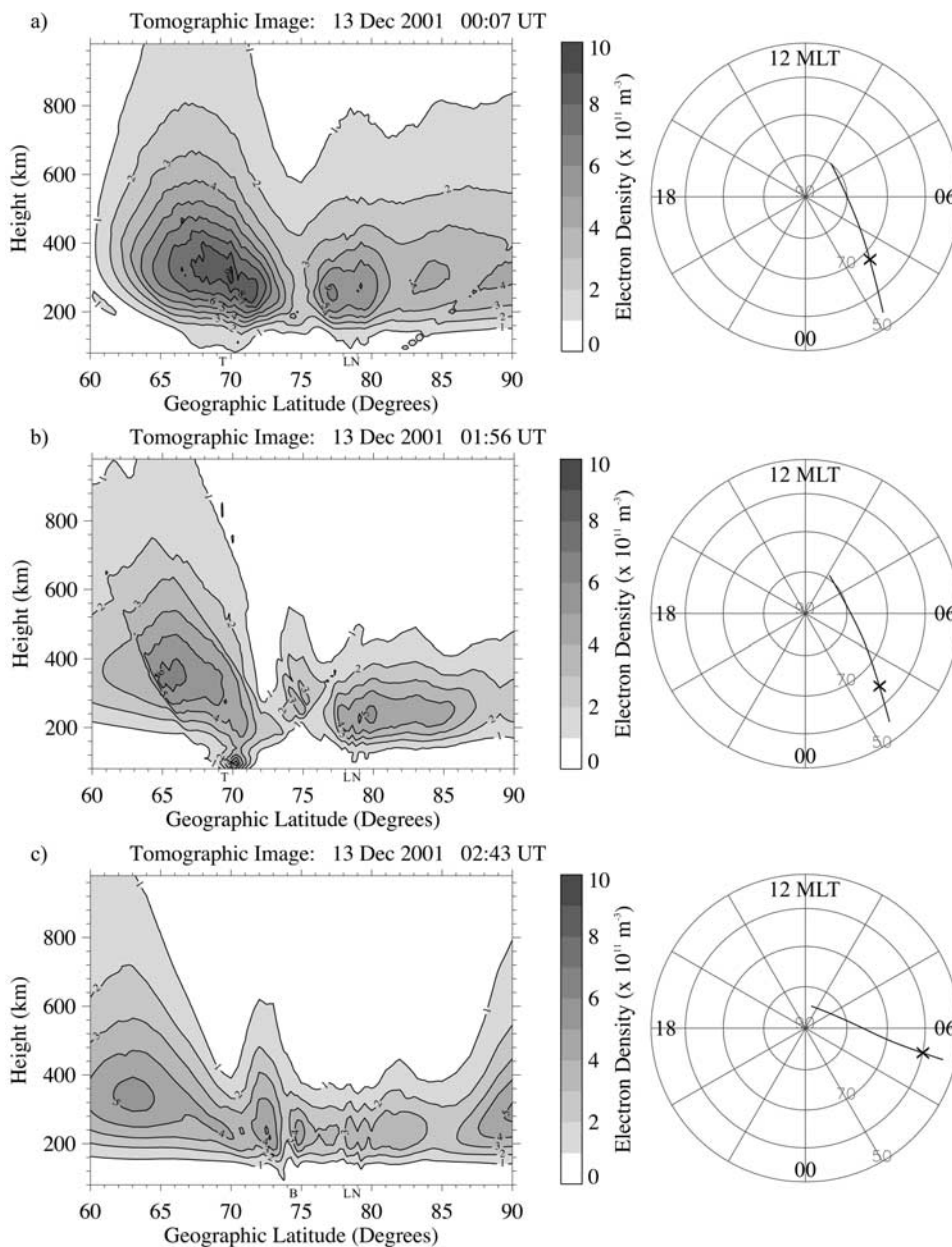 a) Tomographic Image: 13 Dec 2001 00:07 UT
10
8
6
4
2
0
Electron Density (x 10¹¹ m⁻³)
800
600
400
200
Height (km)
T
LN
60 65 70 75 80 85 90
Geographic Latitude (Degrees)
12 MLT
18
90
06
70
50
00
b) Tomographic Image: 13 Dec 2001 01:56 UT
10
8
6
4
2
0
Electron Density (x 10¹¹ m⁻³)
800
600
400
200
Height (km)
T
LN
60 65 70 75 80 85 90
Geographic Latitude (Degrees)
12 MLT
18
90
06
70
50
00
c) Tomographic Image: 13 Dec 2001 02:43 UT
10
8
6
4
2
0
Electron Density (x 10¹¹ m⁻³)
800
600
400
200
Height (km)
B
LN
60 65 70 75 80 85 90
Geographic Latitude (Degrees)
12 MLT
18
90
06
70
50
00